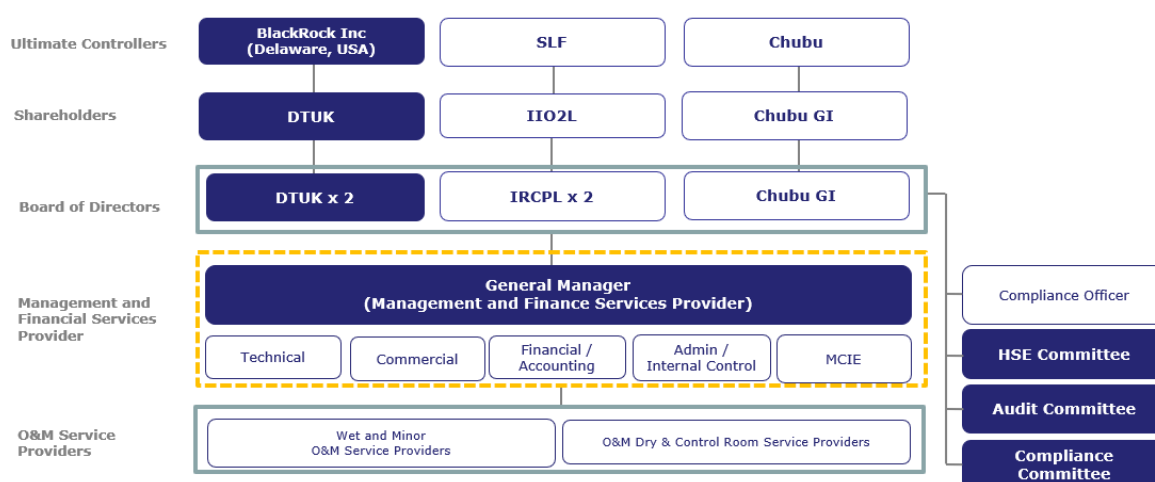 Ultimate Controllers
BlackRock Inc
(Delaware, USA)
SLF
Chubu
Shareholders
DTUK
IIO2L
Chubu GI
Board of Directors
DTUK x 2
IRCPL x 2
Chubu GI
Management and
Financial Services
Provider
General Manager
(Management and Finance Services Provider)
Technical
Commercial
Financial /
Accounting
Admin /
Internal Control
MCIE
O&M Service
Providers
Wet and Minor
O&M Service Providers
O&M Dry & Control Room Service Providers
Compliance Officer
HSE Committee
Audit Committee
Compliance
Committee